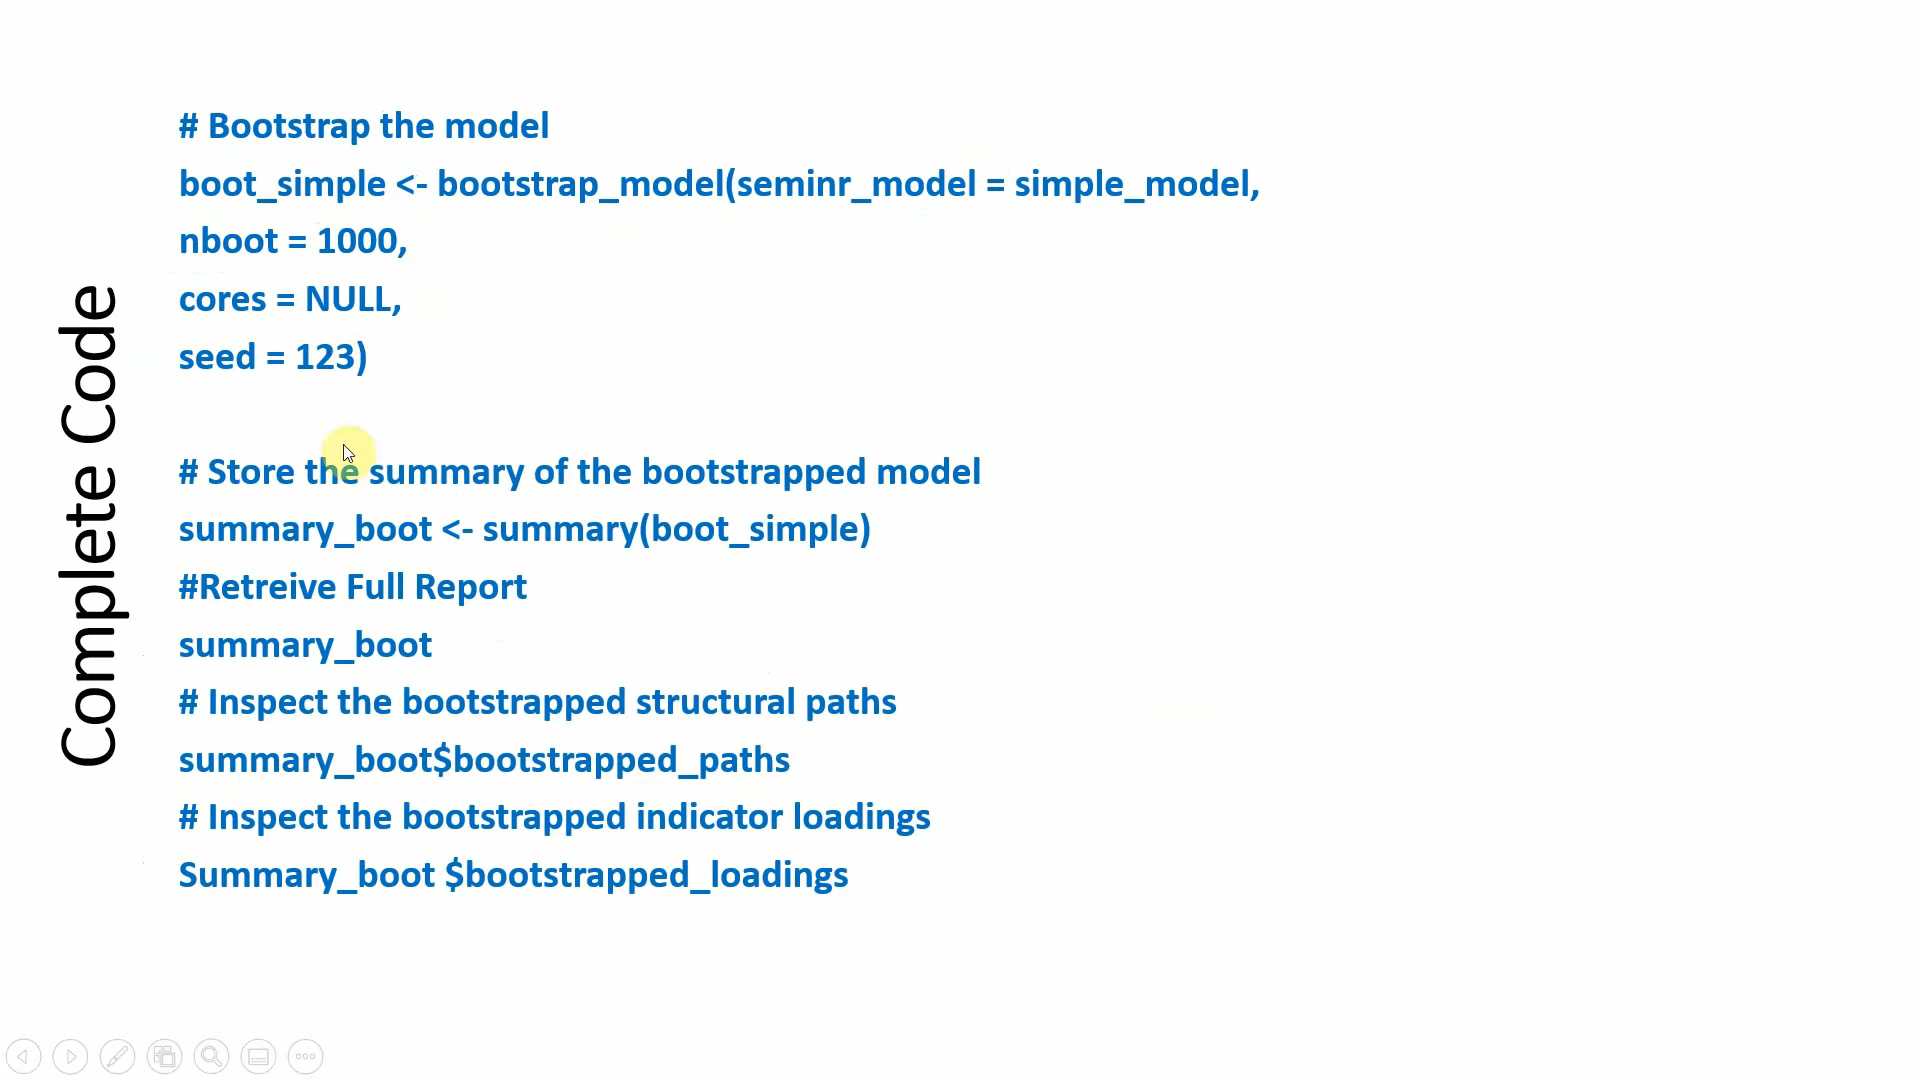 Complete Code
# Bootstrap the model
boot_simple <- bootstrap_model(seminr_model = simple_model,
nboot = 1000,
cores = NULL,
seed = 123)
# Store the summary of the bootstrapped model
summary_boot <- summary(boot_simple)
#Retreive Full Report
summary_boot
# Inspect the bootstrapped structural paths
summary_boot$bootstrapped_paths
# Inspect the bootstrapped indicator loadings
Summary_boot $bootstrapped_loadings